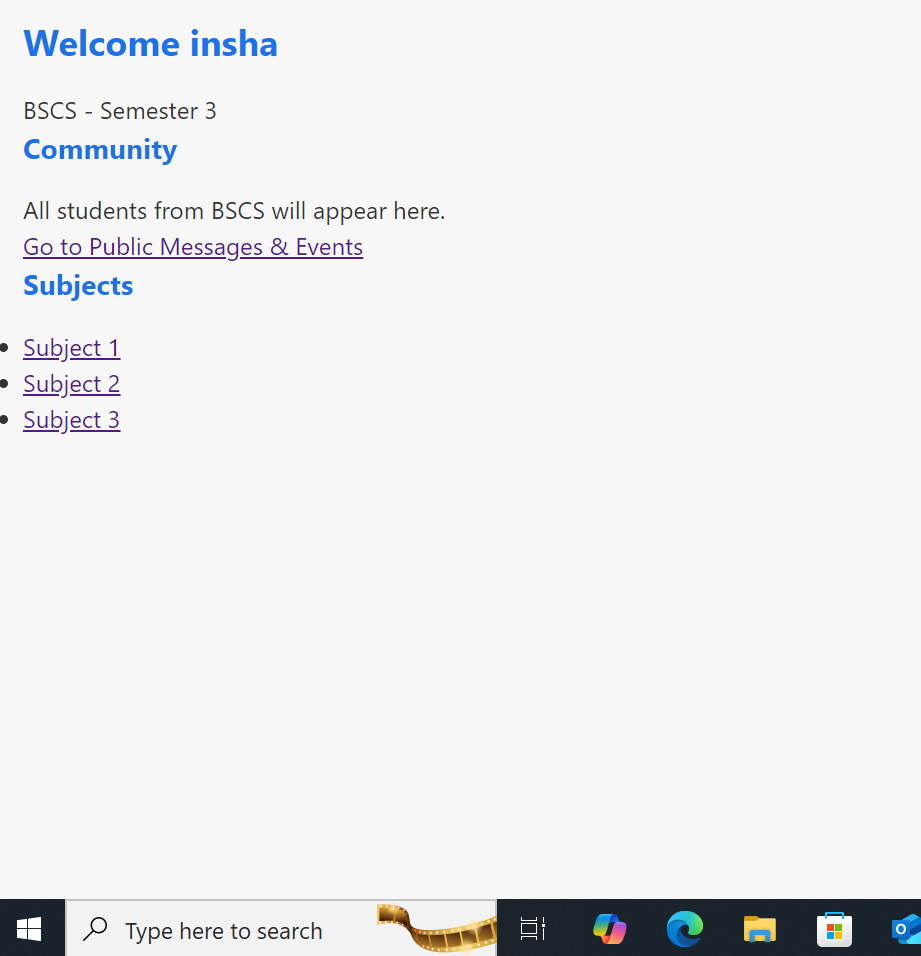 Welcome insha
BSCS - Semester 3
Community
All students from BSCS will appear here.
Go to Public Messages & Events
Subjects
Subject 1
Subject 2
Subject 3
Type here to search